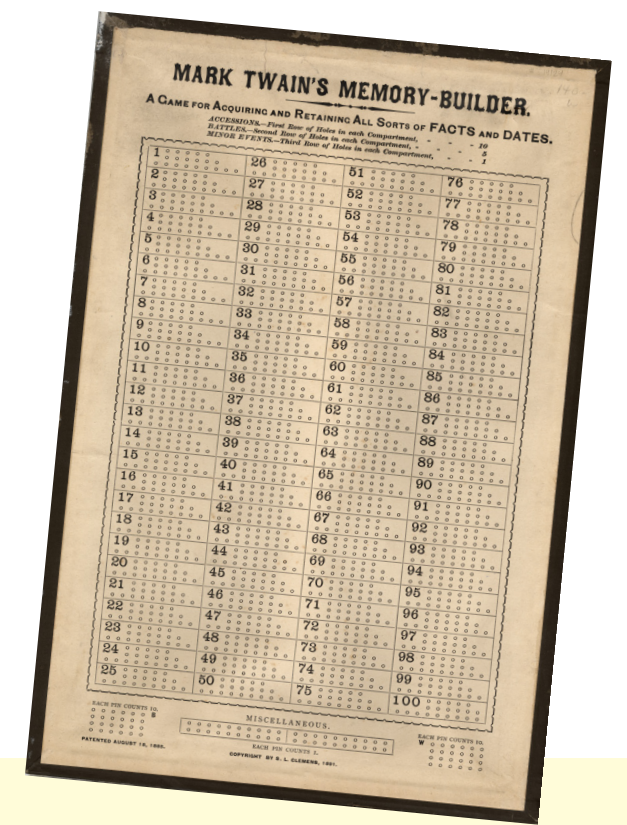 MARK TWAIN'S MEMORY-BUILDER.
A GAME FOR ACQUIRING AND RETAINING ALL SORTS OF FACTS AND DATES.
ACCESSIONS.—First Row of Holes in each Compartment, - - - - 10
BATTLES.—Second Row of Holes in each Compartment, - - - - 5
MINOR EVENTS.—Third Row of Holes in each Compartment, - - - 1
1 26 51 76
2 27 52 77
3 28 53 78
4 29 54 79
5 30 55 80
6 31 56 81
7 32 57 82
8 33 58 83
9 34 59 84
10 35 60 85
11 36 61 86
12 37 62 87
13 38 63 88
14 39 64 89
15 40 65 90
16 41 66 91
17 42 67 92
18 43 68 93
19 44 69 94
20 45 70 95
21 46 71 96
22 47 72 97
23 48 73 98
24 49 74 99
25 50 75 100
EACH PIN COUNTS 10.
B
MISCELLANEOUS.
EACH PIN COUNTS 1.
EACH PIN COUNTS 10.
W
PATENTED AUGUST 18, 1885.
COPYRIGHT BY S. L. CLEMENS, 1891.